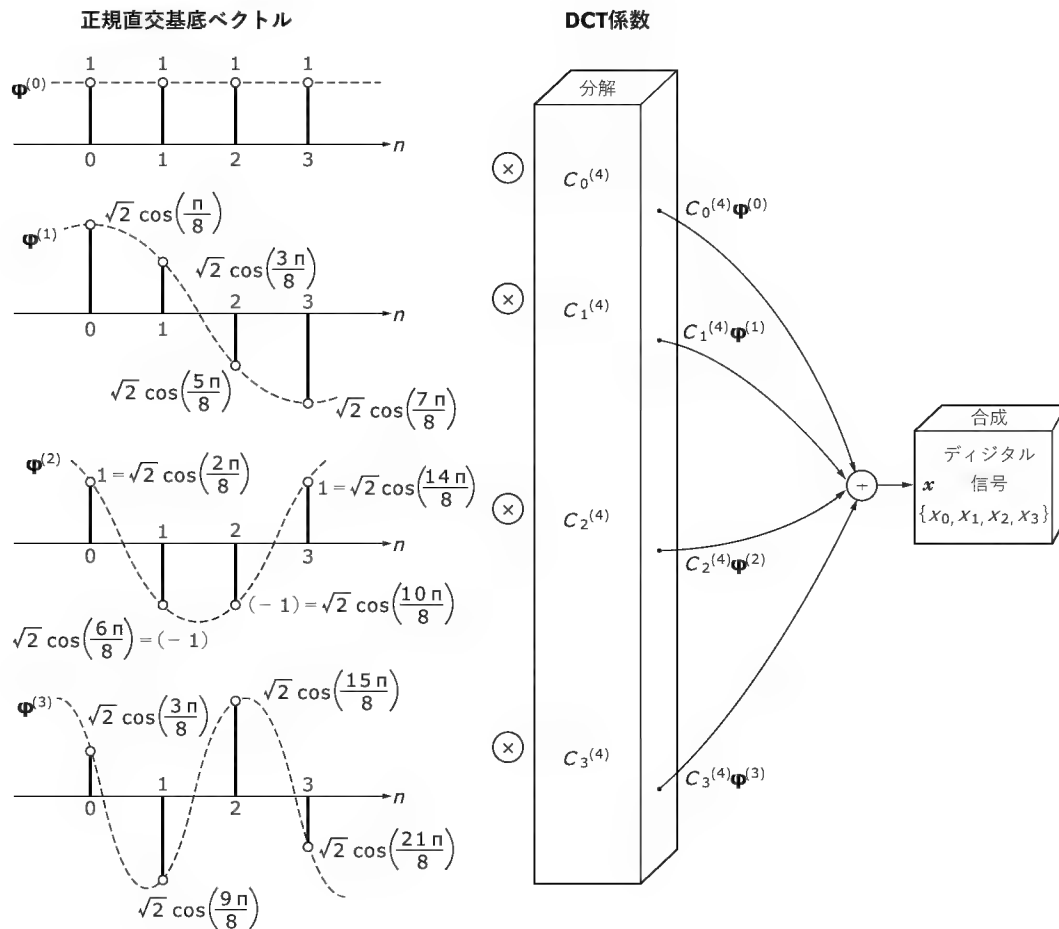 正規直交基底ベクトル
DCT係数
φ⁽⁰⁾ 1 1 1 1
0 1 2 3 n
φ⁽¹⁾ √2 cos(π/8)
√2 cos(3π/8)
2 3
0 1 n
√2 cos(5π/8)
√2 cos(7π/8)
φ⁽²⁾ 1=√2 cos(2π/8)
1=√2 cos(14π/8)
1 2
0 3 n
(−1)=√2 cos(10π/8)
√2 cos(6π/8)=(−1)
φ⁽³⁾ √2 cos(3π/8)
√2 cos(15π/8)
1 3
0 2 n
√2 cos(21π/8)
√2 cos(9π/8)
分解
× C₀⁽⁴⁾
C₀⁽⁴⁾φ⁽⁰⁾
× C₁⁽⁴⁾
C₁⁽⁴⁾φ⁽¹⁾
× C₂⁽⁴⁾
C₂⁽⁴⁾φ⁽²⁾
× C₃⁽⁴⁾
C₃⁽⁴⁾φ⁽³⁾
+
合成
ディジタル
x 信号
{x₀, x₁, x₂, x₃}